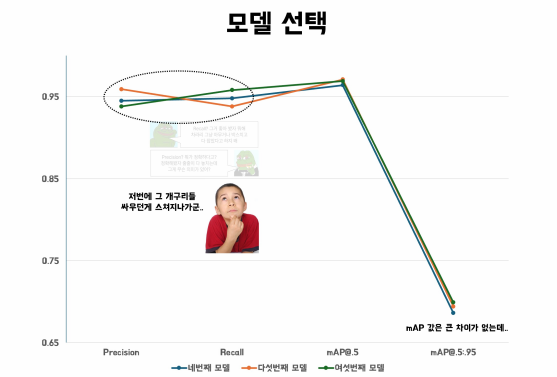 모델 선택
0.95
0.85
0.75
0.65
저번에 그 개구리들
싸우던게 스쳐지나가군..
mAP 값은 큰 차이가 없는데..
Precision
Recall
mAP@.5
mAP@.5:.95
네번째 모델
다섯번째 모델
여섯번째 모델